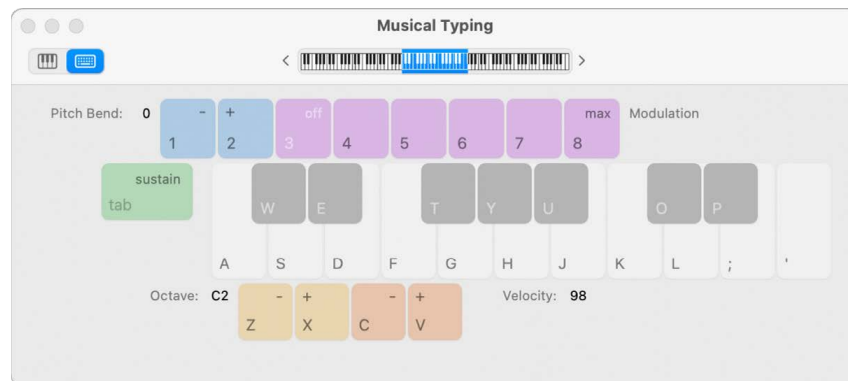 Musical Typing
Pitch Bend: 0 - + off max Modulation
1 2 3 4 5 6 7 8
sustain
tab
W E T Y U O P
A S D F G H J K L ; '
Octave: C2 - + - + Velocity: 98
Z X C V